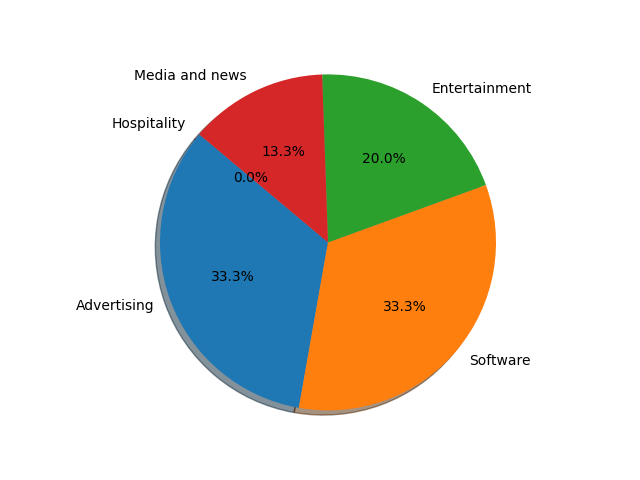 Media and news
Entertainment
Hospitality
13.3%
20.0%
0.0%
33.3%
Advertising
33.3%
Software